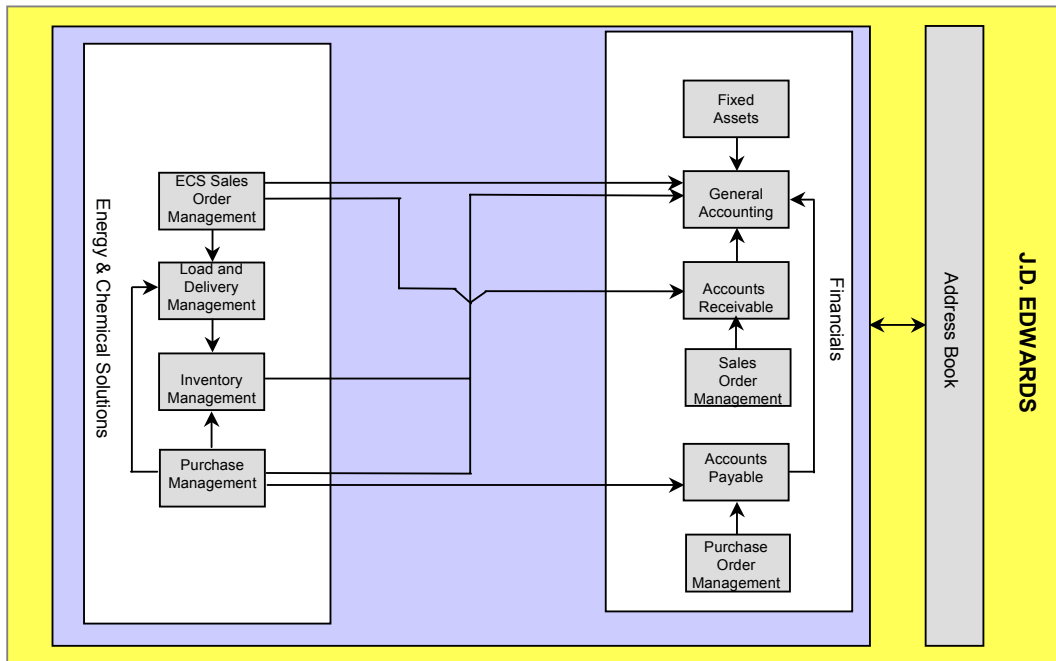 Energy & Chemical Solutions
ECS Sales
Order
Management
Load and
Delivery
Management
Inventory
Management
Purchase
Management
Fixed
Assets
General
Accounting
Accounts
Receivable
Sales
Order
Management
Accounts
Payable
Purchase
Order
Management
Financials
Address Book
J.D. EDWARDS